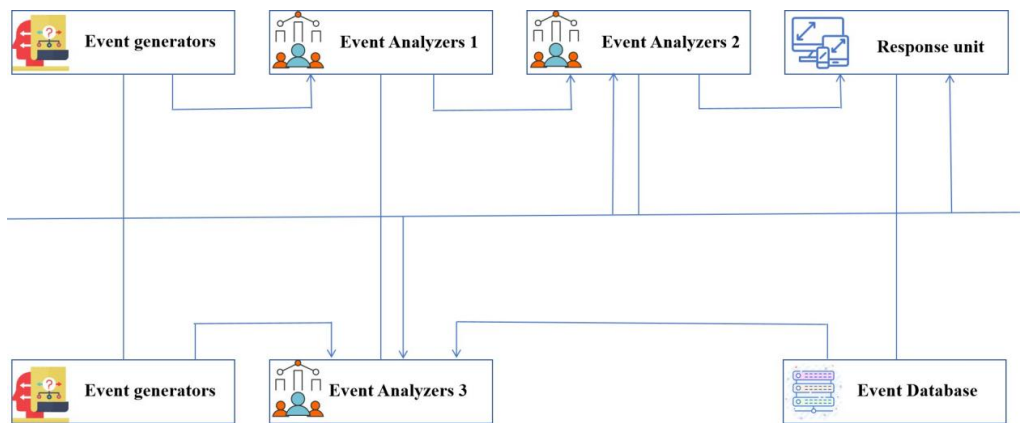 Event generators
Event Analyzers 1
Event Analyzers 2
Response unit
Event generators
Event Analyzers 3
Event Database